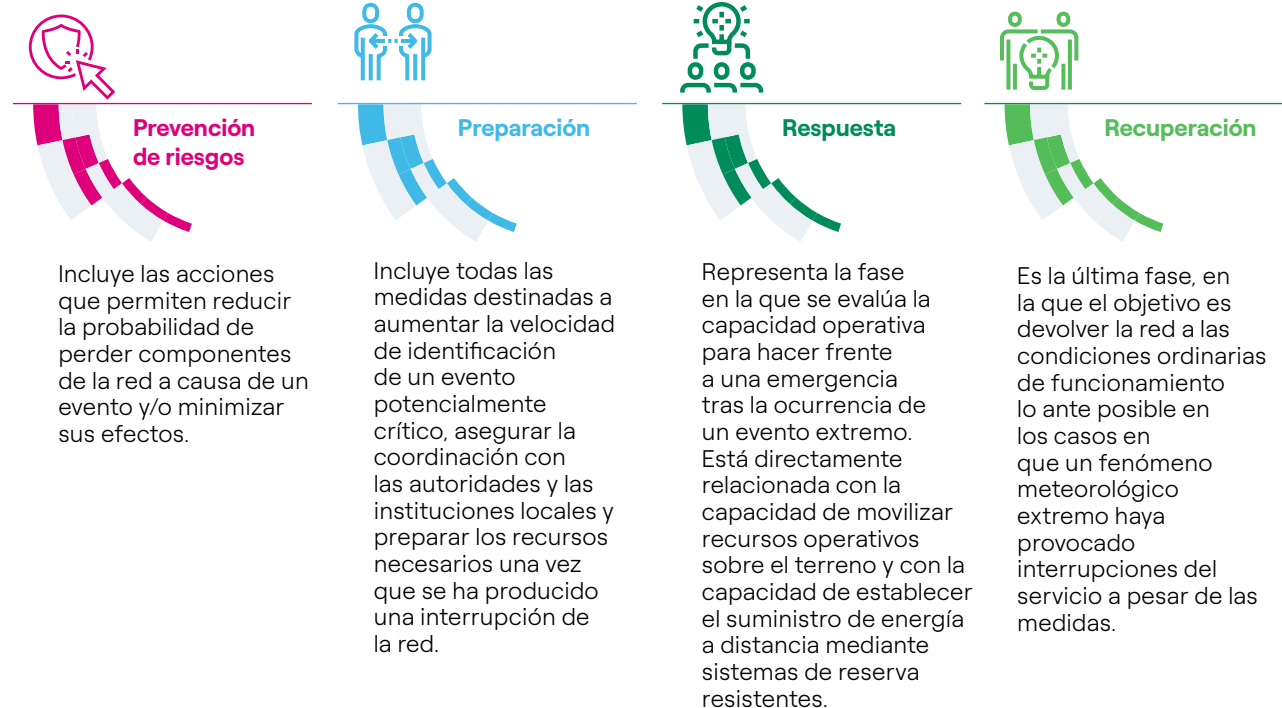 Prevención
de riesgos
Incluye las acciones
que permiten reducir
la probabilidad de
perder componentes
de la red a causa de un
evento y/o minimizar
sus efectos.
Preparación
Incluye todas las
medidas destinadas a
aumentar la velocidad
de identificación
de un evento
potencialmente
crítico, asegurar la
coordinación con
las autoridades y las
instituciones locales y
preparar los recursos
necesarios una vez
que se ha producido
una interrupción de
la red.
Respuesta
Representa la fase
en la que se evalúa la
capacidad operativa
para hacer frente
a una emergencia
tras la ocurrencia de
un evento extremo.
Está directamente
relacionada con la
capacidad de movilizar
recursos operativos
sobre el terreno y con la
capacidad de establecer
el suministro de energía
a distancia mediante
sistemas de reserva
resistentes.
Recuperación
Es la última fase, en
la que el objetivo es
devolver la red a las
condiciones ordinarias
de funcionamiento
lo ante posible en
los casos en
que un fenómeno
meteorológico
extremo haya
provocado
interrupciones del
servicio a pesar de las
medidas.